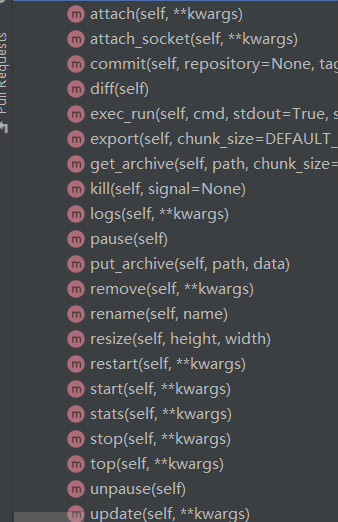 Pull Requests
attach(self, **kwargs)
attach_socket(self, **kwargs)
commit(self, repository=None, tag
diff(self)
exec_run(self, cmd, stdout=True, s
export(self, chunk_size=DEFAULT_
get_archive(self, path, chunk_size=
kill(self, signal=None)
logs(self, **kwargs)
pause(self)
put_archive(self, path, data)
remove(self, **kwargs)
rename(self, name)
resize(self, height, width)
restart(self, **kwargs)
start(self, **kwargs)
stats(self, **kwargs)
stop(self, **kwargs)
top(self, **kwargs)
unpause(self)
update(self, **kwargs)